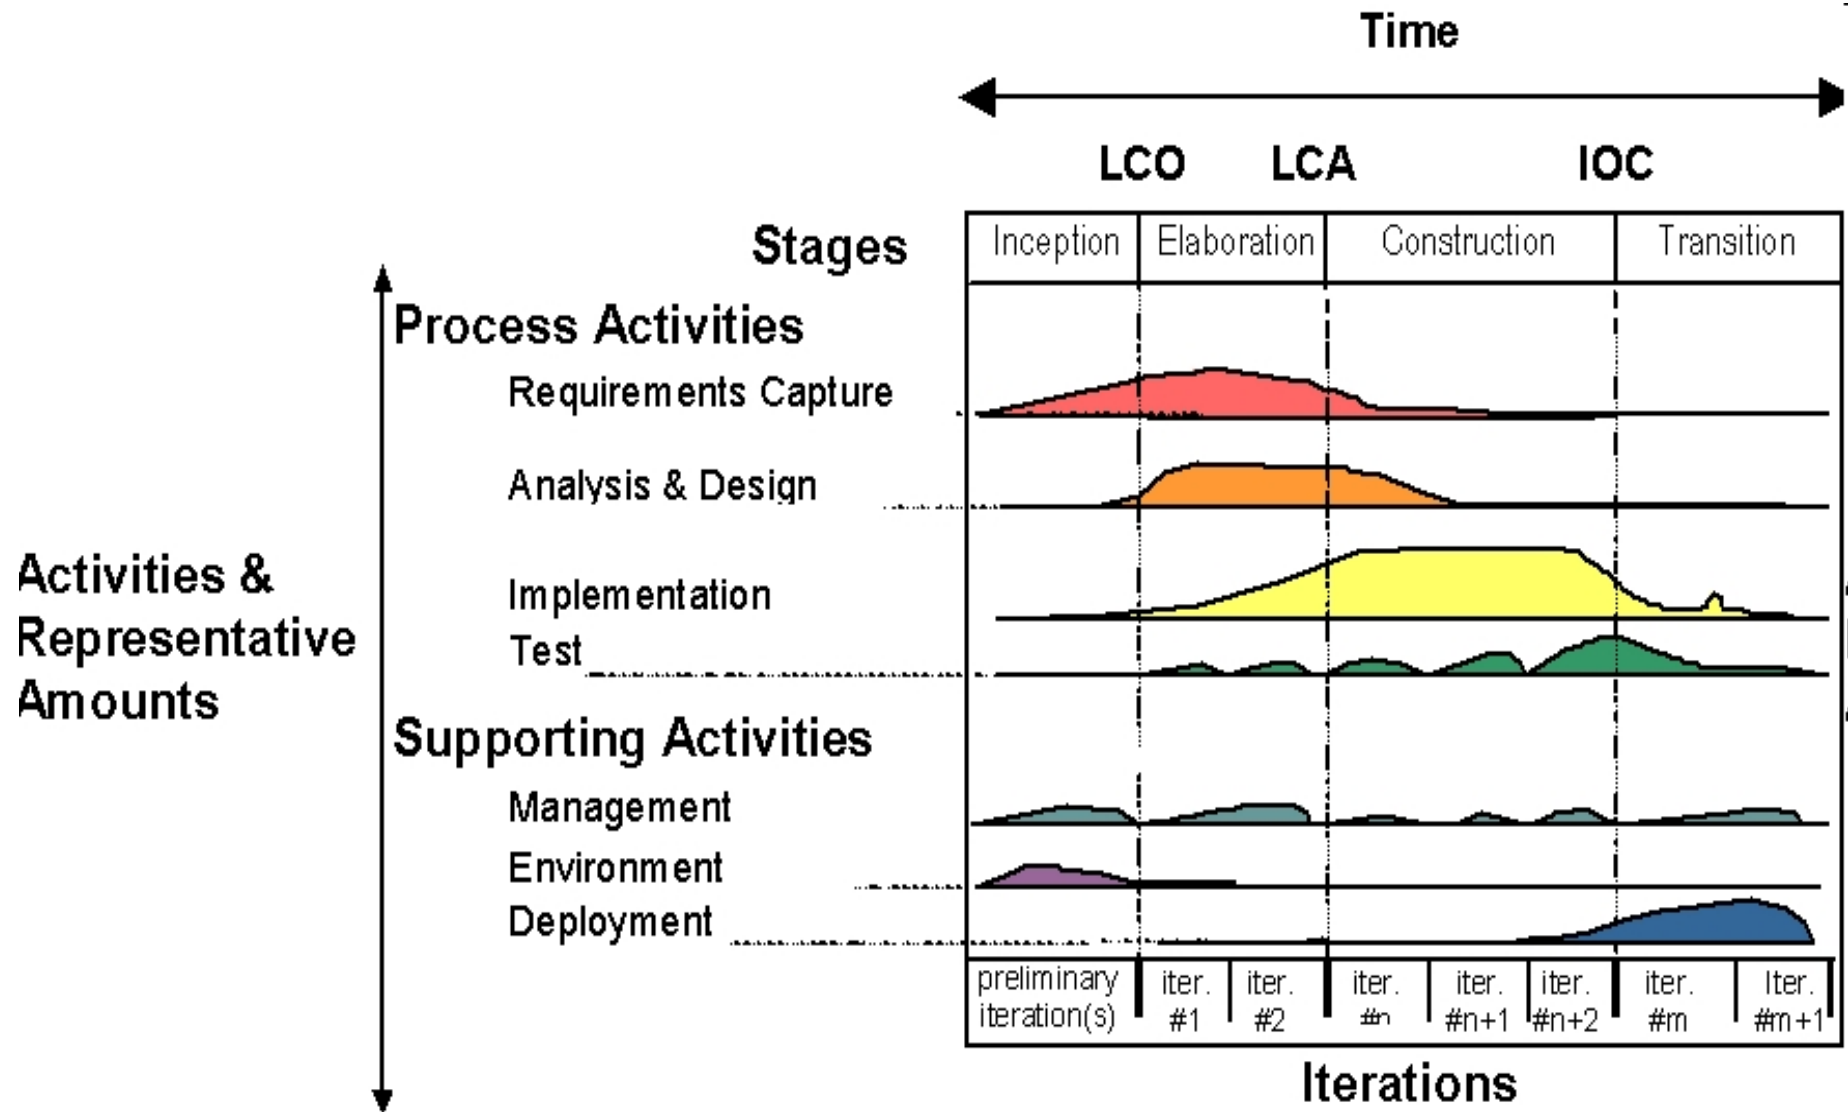 Time
LCO LCA IOC
Stages
Inception Elaboration Construction Transition
Process Activities
Requirements Capture
Analysis & Design
Implementation
Test
Activities &
Representative
Amounts
Supporting Activities
Management
Environment
Deployment
preliminary
iteration(s)
iter.
#1
iter.
#2
iter.
#n
iter.
#n+1
iter.
#n+2
iter.
#m
Iter.
#m+1
Iterations